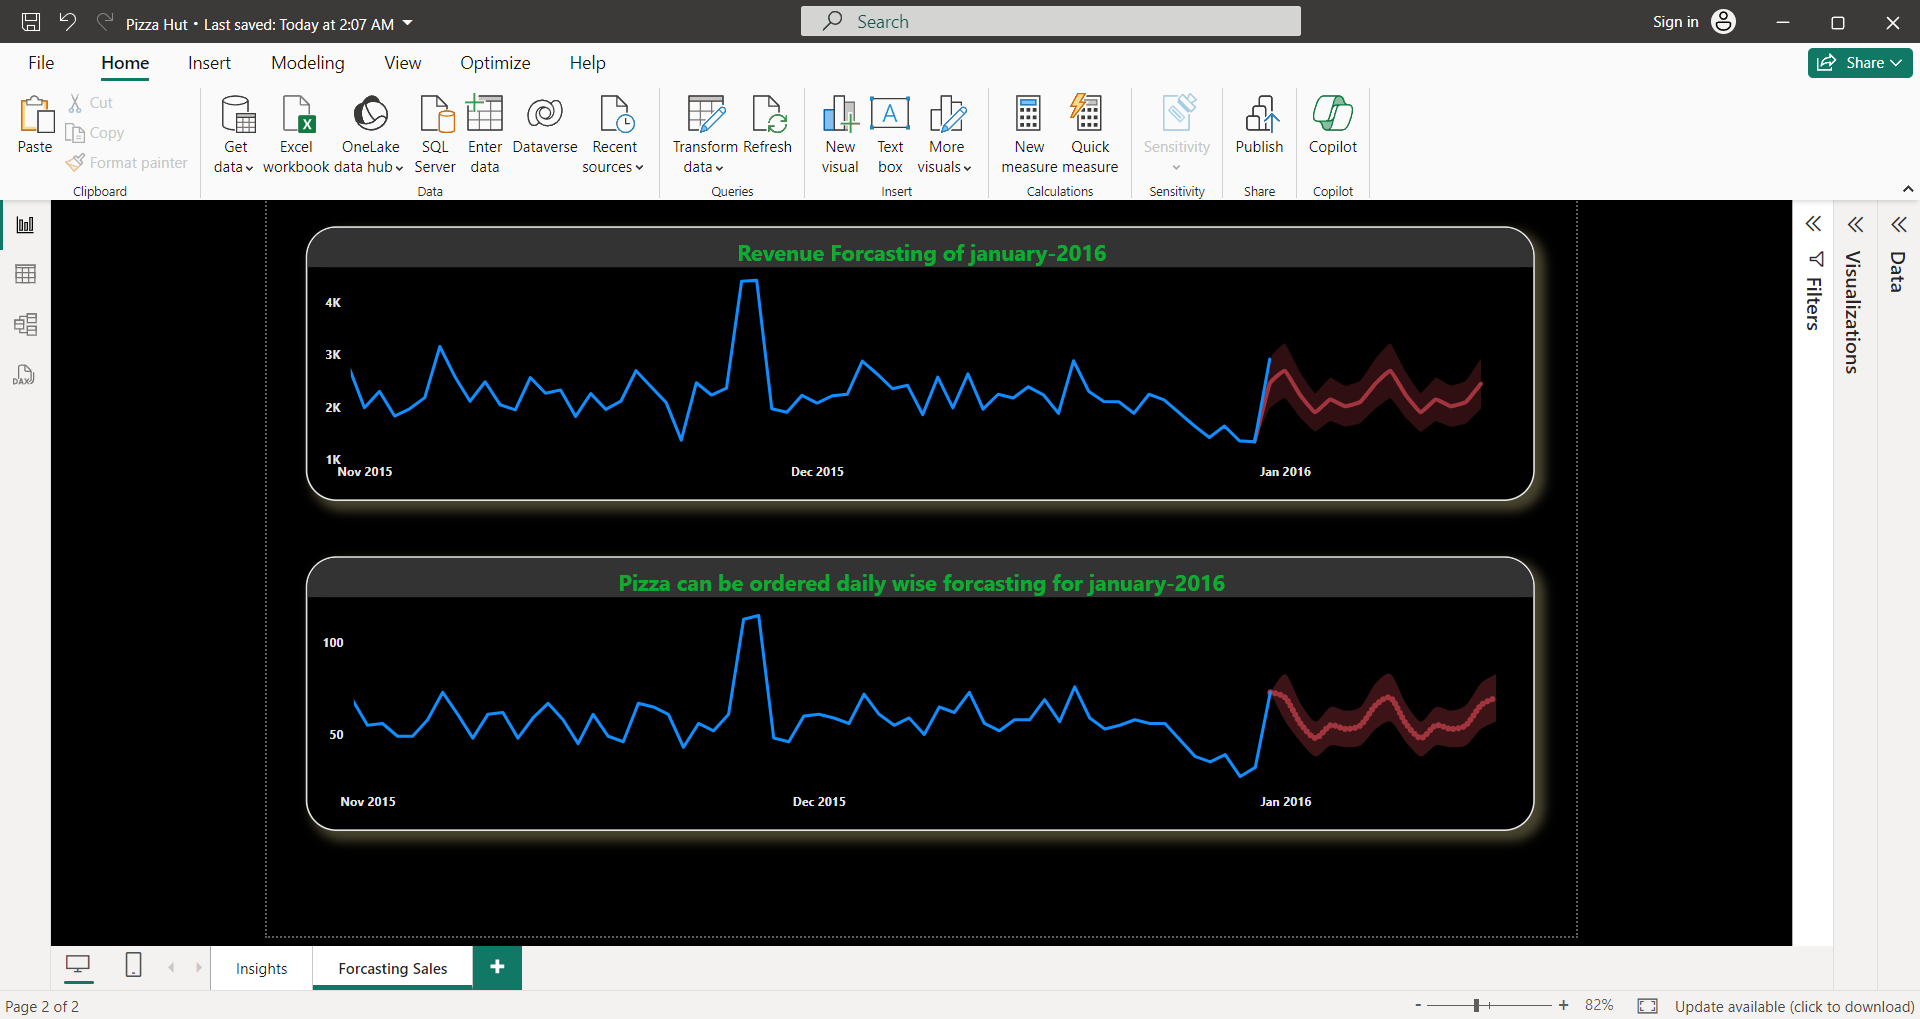 Pizza Hut • Last saved: Today at 2:07 AM
Search
Sign in
File Home Insert Modeling View Optimize Help
Share
Paste
Cut
Copy
Format painter
Clipboard
Get data
Excel workbook
OneLake data hub
SQL Server
Enter data
Dataverse
Recent sources
Data
Transform data
Refresh
Queries
New visual
Text box
More visuals
Insert
New measure
Quick measure
Calculations
Sensitivity
Sensitivity
Publish
Share
Copilot
Copilot
DAX
Revenue Forcasting of january-2016
4K
3K
2K
1K
Nov 2015 Dec 2015 Jan 2016
Pizza can be ordered daily wise forcasting for january-2016
100
50
Nov 2015 Dec 2015 Jan 2016
Filters
Visualizations
Data
Insights
Forcasting Sales
+
Page 2 of 2
- + 82%
Update available (click to download)